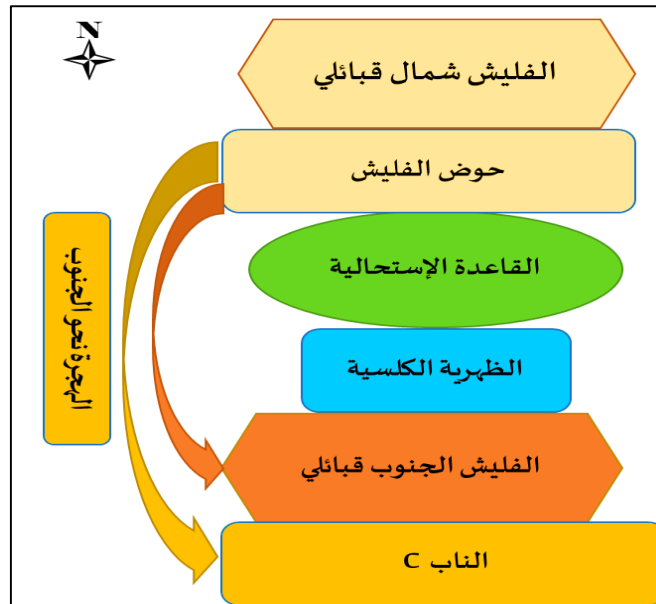 N
الفليش شمال قبائلي
حوض الفليش
القاعدة الإستحالية
الظهرية الكلسية
الفليش الجنوب قبائلي
الناب C
الهجرة نحو الجنوب